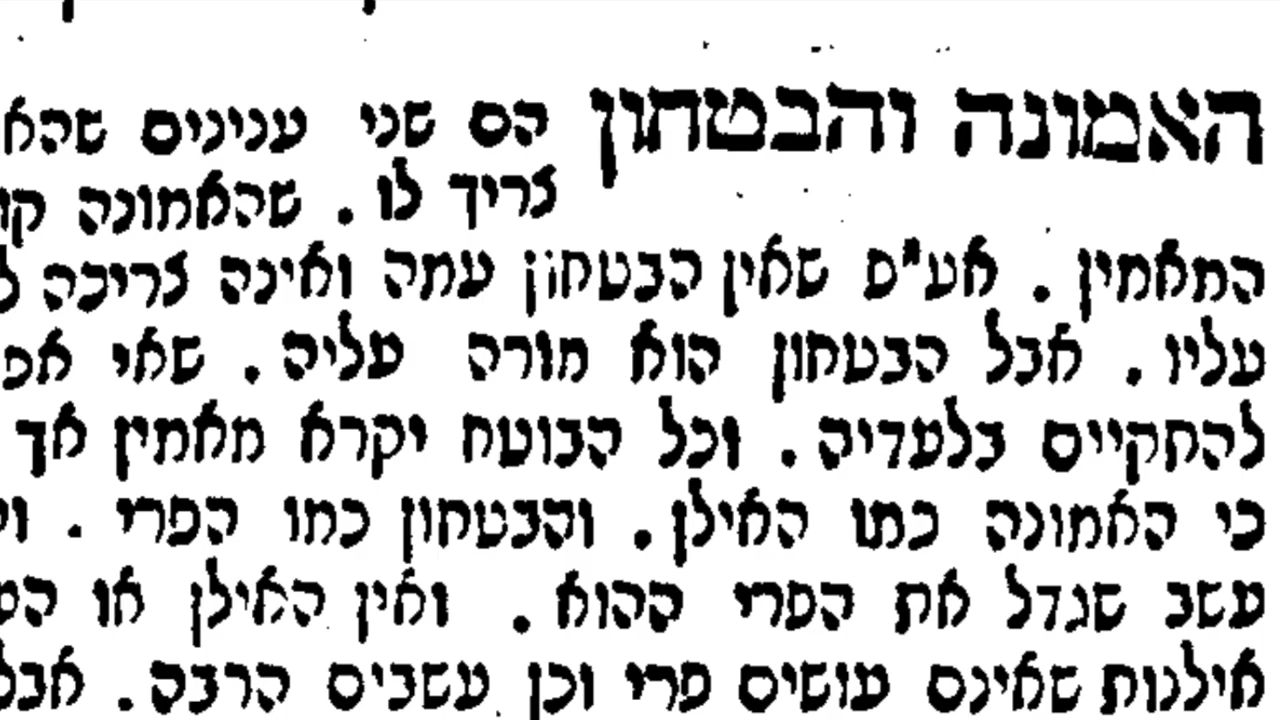 האמונה והבטחון הם שני ענינים
צריך לו. שהאמונה
המאמין. אע"פ שאין הבטחון עמה ואינה צריכה
עליו. אבל הבטחון הוא מורה עליה. שאי
להתקיים בלעדיה. וכל הבוטח יקרא מאמין אך
כי האמונה כמו האילן. והבטחון כמו הפרי.
עשב שגדל את הפרי ההוא. ואין האילן או
אילנות שאינם עושים פרי וכן עשבים הרבה.